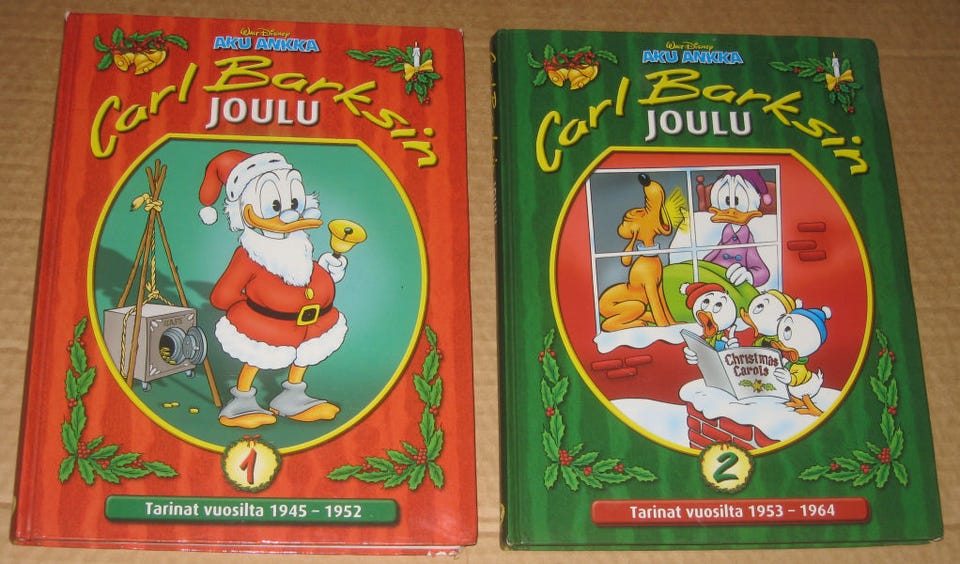 Walt Disney
AKU ANKKA
Carl Barksin
JOULU
SAFE
1
Tarinat vuosilta 1945 – 1952
Walt Disney
AKU ANKKA
Carl Barksin
JOULU
Christmas
Carols
2
Tarinat vuosilta 1953 – 1964